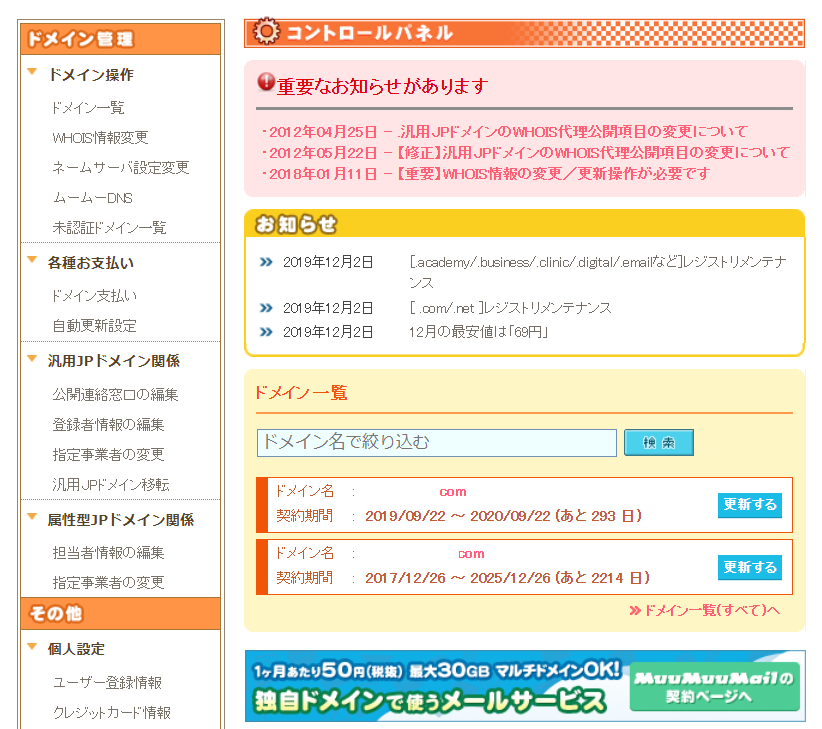 ドメイン管理
ドメイン操作
ドメイン一覧
WHOIS情報変更
ネームサーバ設定変更
ムームーDNS
未認証ドメイン一覧
各種お支払い
ドメイン支払い
自動更新設定
汎用JPドメイン関係
公開連絡窓口の編集
登録者情報の編集
指定事業者の変更
汎用JPドメイン移転
属性型JPドメイン関係
担当者情報の編集
指定事業者の変更
その他
個人設定
ユーザー登録情報
クレジットカード情報
コントロールパネル
重要なお知らせがあります
・2012年04月25日 − .汎用JPドメインのWHOIS代理公開項目の変更について
・2012年05月22日 − 【修正】汎用JPドメインのWHOIS代理公開項目の変更について
・2018年01月11日 − 【重要】WHOIS情報の変更／更新操作が必要です
お知らせ
» 2019年12月2日 [.academy/.business/.clinic/.digital/.emailなど]レジストリメンテナ
ンス
» 2019年12月2日 [ .com/.net ]レジストリメンテナンス
» 2019年12月2日 12月の最安値は「69円」
ドメイン一覧
ドメイン名で絞り込む 検索
ドメイン名 : com
契約期間 : 2019/09/22 〜 2020/09/22 (あと 293 日) 更新する
ドメイン名 : com
契約期間 : 2017/12/26 〜 2025/12/26 (あと 2214 日) 更新する
» ドメイン一覧(すべて)へ
1ヶ月あたり50円(税抜) 最大30GB マルチドメインOK!
独自ドメインで使うメールサービス
MuuMuuMailの
契約ページへ